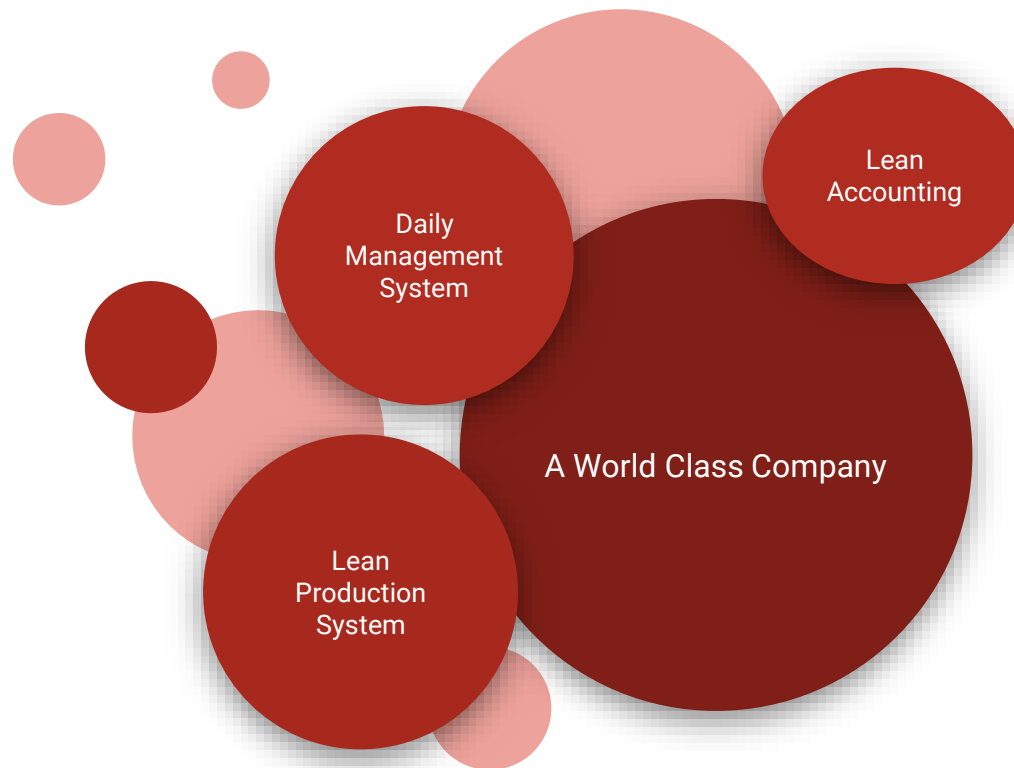 Lean
Accounting
Daily
Management
System
A World Class Company
Lean
Production
System